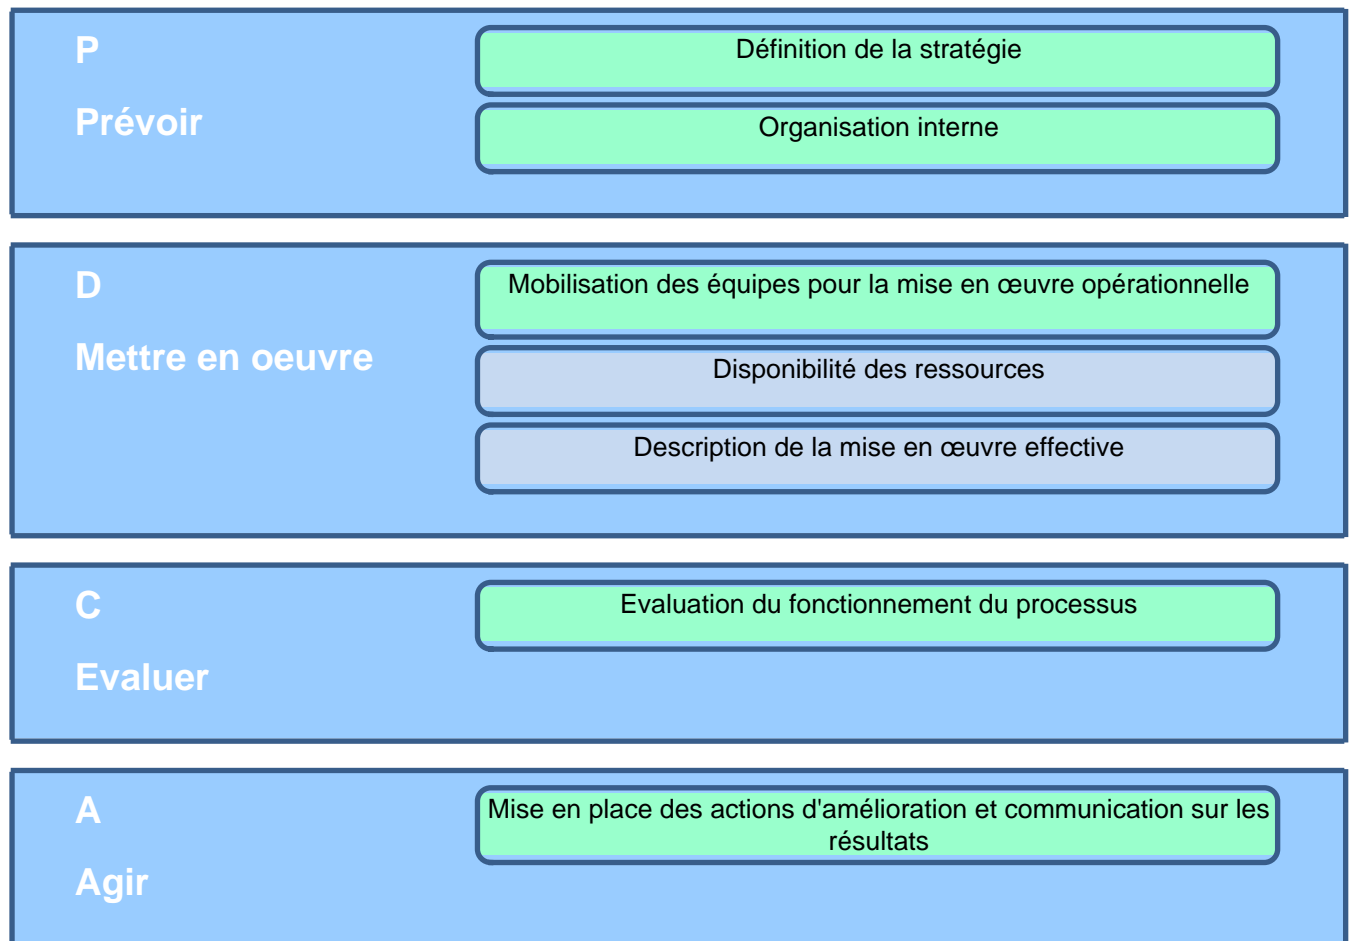 P
Prévoir
Définition de la stratégie
Organisation interne
D
Mettre en oeuvre
Mobilisation des équipes pour la mise en œuvre opérationnelle
Disponibilité des ressources
Description de la mise en œuvre effective
C
Evaluer
Evaluation du fonctionnement du processus
A
Agir
Mise en place des actions d'amélioration et communication sur les
résultats